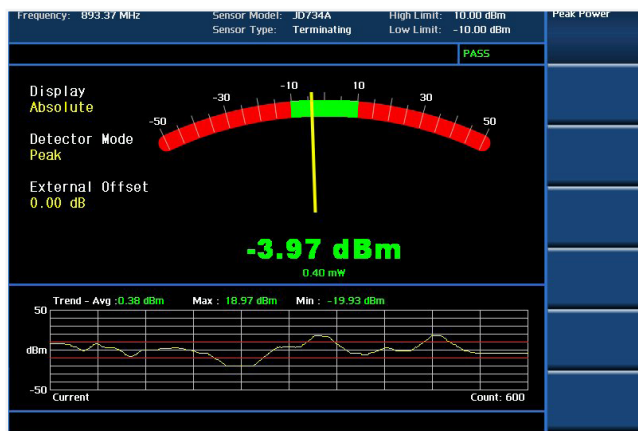 Frequency: 893.37 MHz Sensor Model: JD734A High Limit: 10.00 dBm Peak Power
Sensor Type: Terminating Low Limit: -10.00 dBm
PASS
Display
Absolute
Detector Mode
Peak
External Offset
0.00 dB
-50 -30 -10 10 30 50
-3.97 dBm
0.40 mW
Trend - Avg :0.38 dBm Max : 18.97 dBm Min : -19.93 dBm
50
dBm
-50
Current Count: 600